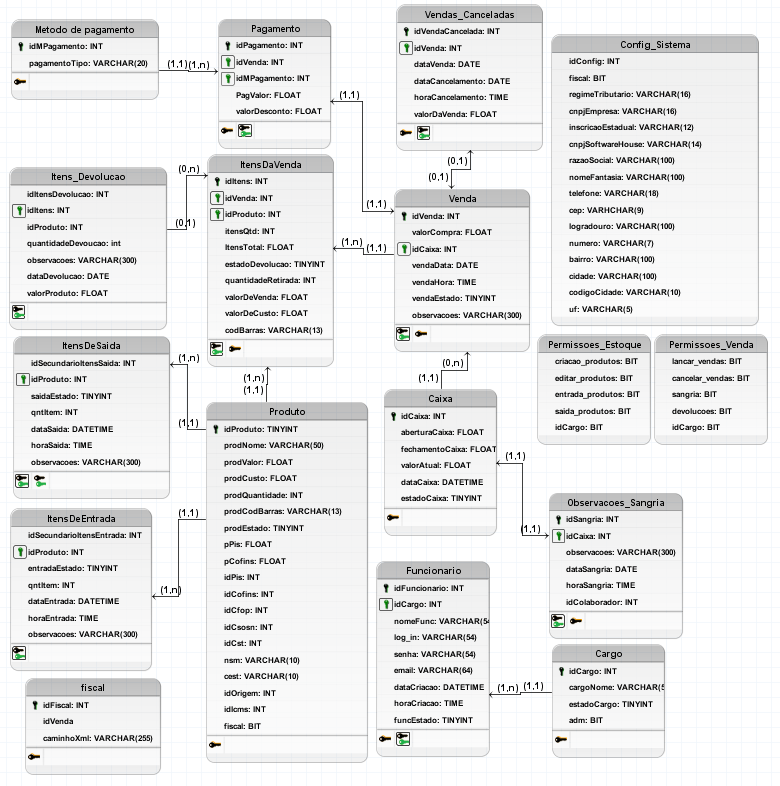 Metodo de pagamento
idMPagamento: INT
pagamentoTipo: VARCHAR(20)
(1,1)
(1,n)
Pagamento
idPagamento: INT
idVenda: INT
idMPagamento: INT
PagValor: FLOAT
valorDesconto: FLOAT
(1,1)
(1,1)
Vendas_Canceladas
idVendaCancelada: INT
idVenda: INT
dataVenda: DATE
dataCancelamento: DATE
horaCancelamento: TIME
valorDaVenda: FLOAT
(0,1)
(0,1)
Config_Sistema
idConfig: INT
fiscal: BIT
regimeTributario: VARCHAR(16)
cnpjEmpresa: VARCHAR(16)
inscricaoEstadual: VARCHAR(12)
cnpjSoftwareHouse: VARCHAR(14)
razaoSocial: VARCHAR(100)
nomeFantasia: VARCHAR(100)
telefone: VARCHAR(18)
cep: VARHCHAR(9)
logradouro: VARCHAR(100)
numero: VARCHAR(7)
bairro: VARCHAR(100)
cidade: VARCHAR(100)
codigoCidade: VARCHAR(10)
uf: VARCHAR(5)
Itens_Devolucao
idItensDevolucao: INT
idItens: INT
idProduto: INT
quantidadeDevoucao: int
observacoes: VARCHAR(300)
dataDevolucao: DATE
valorProduto: FLOAT
(0,n)
(0,1)
ItensDaVenda
idItens: INT
idVenda: INT
idProduto: INT
itensQtd: INT
ItensTotal: FLOAT
estadoDevolucao: TINYINT
quantidadeRetirada: INT
valorDeVenda: FLOAT
valorDeCusto: FLOAT
codBarras: VARCHAR(13)
(1,n)
(1,1)
Venda
idVenda: INT
valorCompra: FLOAT
idCaixa: INT
vendaData: DATE
vendaHora: TIME
vendaEstado: TINYINT
observacoes: VARCHAR(300)
(0,n)
(1,1)
ItensDeSaida
idSecundarioItensSaida: INT
idProduto: INT
saidaEstado: TINYINT
qntItem: INT
dataSaida: DATETIME
horaSaida: TIME
observacoes: VARCHAR(300)
(1,n)
(1,1)
(1,n)
(1,1)
Permissoes_Estoque
criacao_produtos: BIT
editar_produtos: BIT
entrada_produtos: BIT
saida_produtos: BIT
idCargo: BIT
Permissoes_Venda
lancar_vendas: BIT
cancelar_vendas: BIT
sangria: BIT
devolucoes: BIT
idCargo: BIT
Produto
idProduto: TINYINT
prodNome: VARCHAR(50)
prodValor: FLOAT
prodCusto: FLOAT
prodQuantidade: INT
prodCodBarras: VARCHAR(13)
prodEstado: TINYINT
pPis: FLOAT
pCofins: FLOAT
idPis: INT
idCofins: INT
idCfop: INT
idCsosn: INT
idCst: INT
nsm: VARCHAR(10)
cest: VARCHAR(10)
idOrigem: INT
idIcms: INT
fiscal: BIT
Caixa
idCaixa: INT
aberturaCaixa: FLOAT
fechamentoCaixa: FLOAT
valorAtual: FLOAT
dataCaixa: DATETIME
estadoCaixa: TINYINT
(1,1)
(1,1)
Observacoes_Sangria
idSangria: INT
idCaixa: INT
observacoes: VARCHAR(300)
dataSangria: DATE
horaSangria: TIME
idColaborador: INT
ItensDeEntrada
idSecundarioItensEntrada: INT
idProduto: INT
entradaEstado: TINYINT
qntItem: INT
dataEntrada: DATETIME
horaEntrada: TIME
observacoes: VARCHAR(300)
(1,1)
(1,n)
Funcionario
idFuncionario: INT
idCargo: INT
nomeFunc: VARCHAR(54
log_in: VARCHAR(54)
senha: VARCHAR(54)
email: VARCHAR(64)
dataCriacao: DATETIME
horaCriacao: TIME
funcEstado: TINYINT
(1,n)
(1,1)
Cargo
idCargo: INT
cargoNome: VARCHAR(5
estadoCargo: TINYINT
adm: BIT
fiscal
idFiscal: INT
idVenda
caminhoXml: VARCHAR(255)